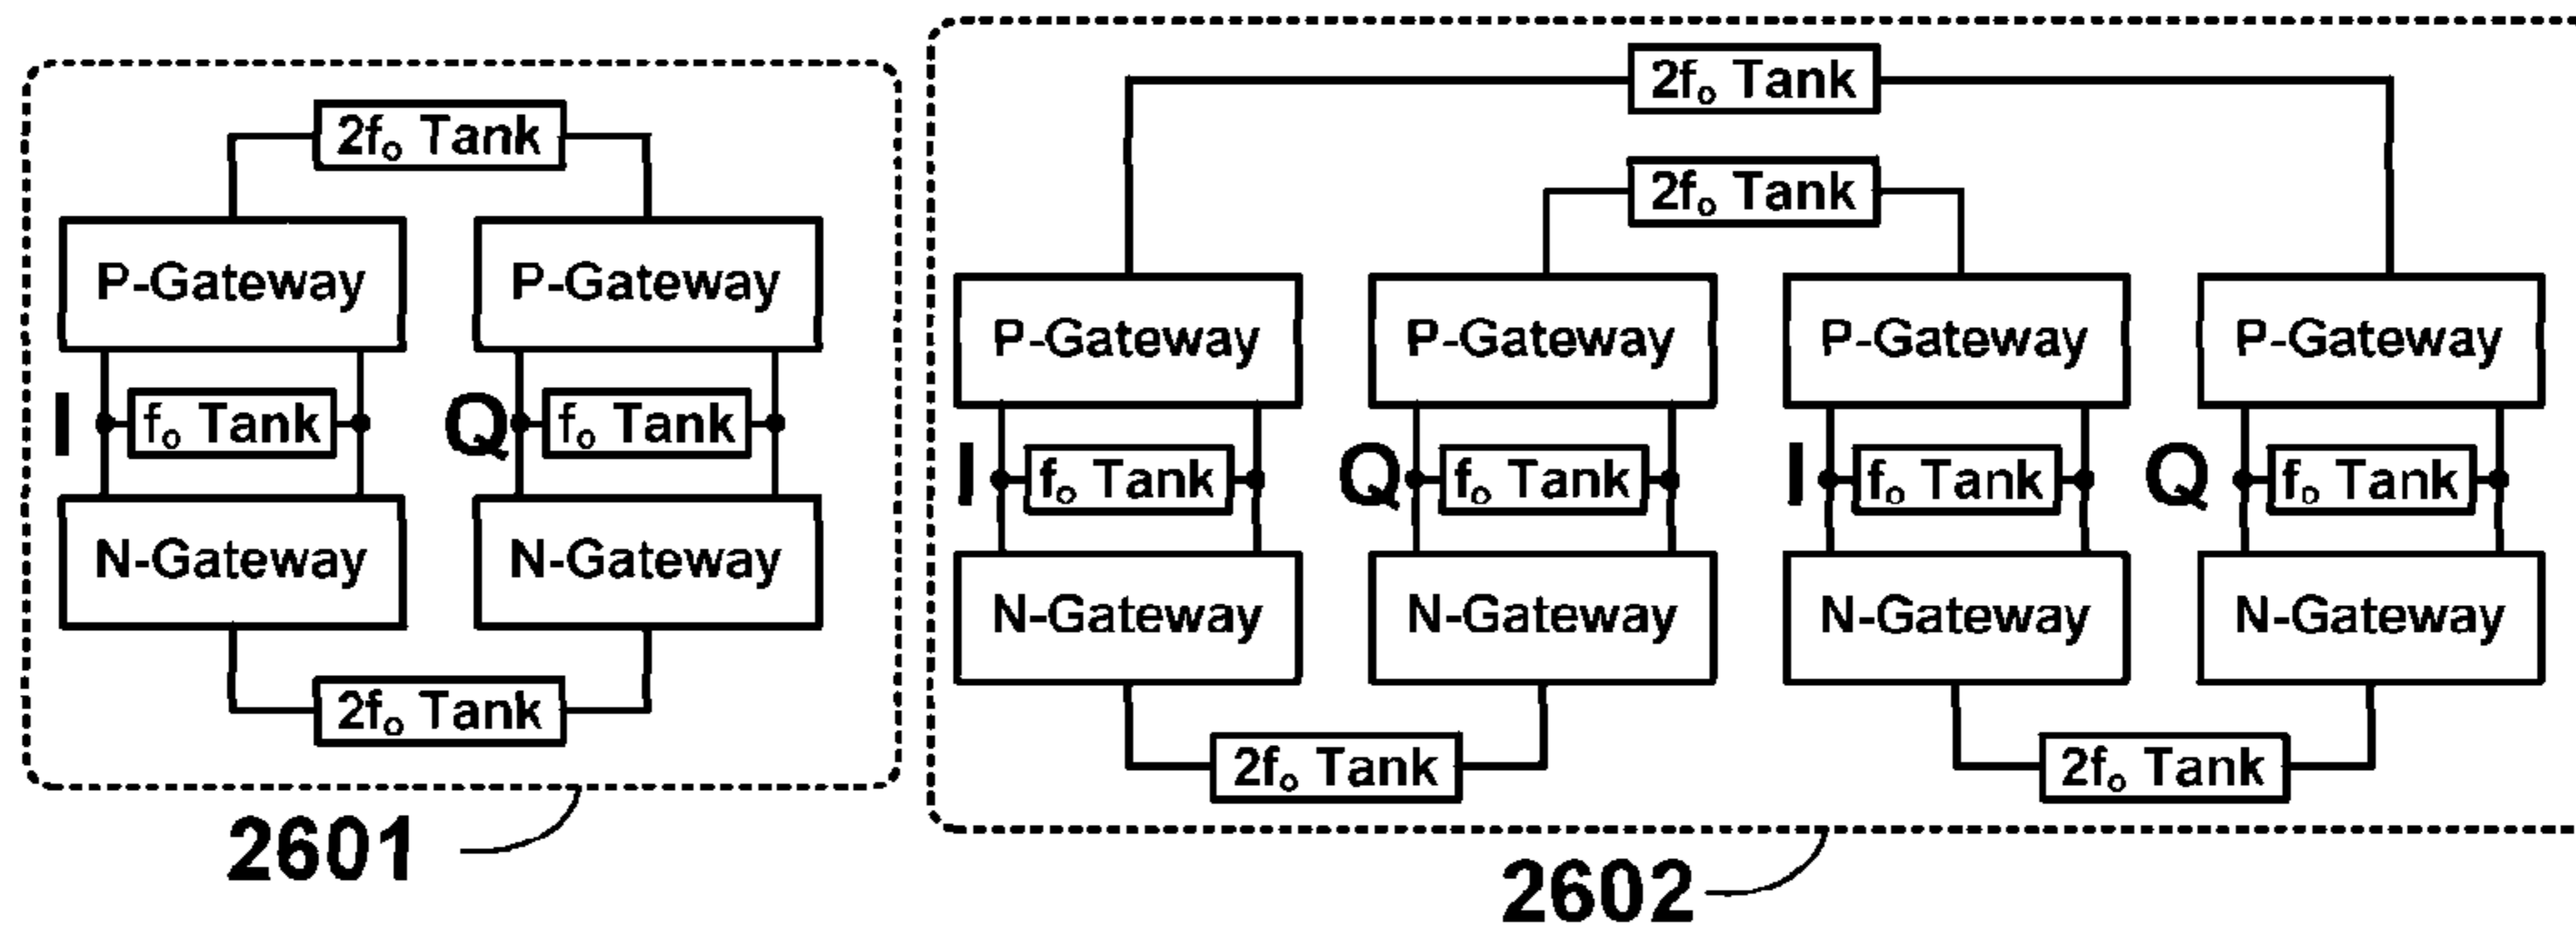 2fₒ Tank
P-Gateway P-Gateway
I fₒ Tank Q fₒ Tank
N-Gateway N-Gateway
2fₒ Tank
2601
2fₒ Tank
2fₒ Tank
P-Gateway P-Gateway P-Gateway P-Gateway
I fₒ Tank Q fₒ Tank I fₒ Tank Q fₒ Tank
N-Gateway N-Gateway N-Gateway N-Gateway
2fₒ Tank 2fₒ Tank
2602